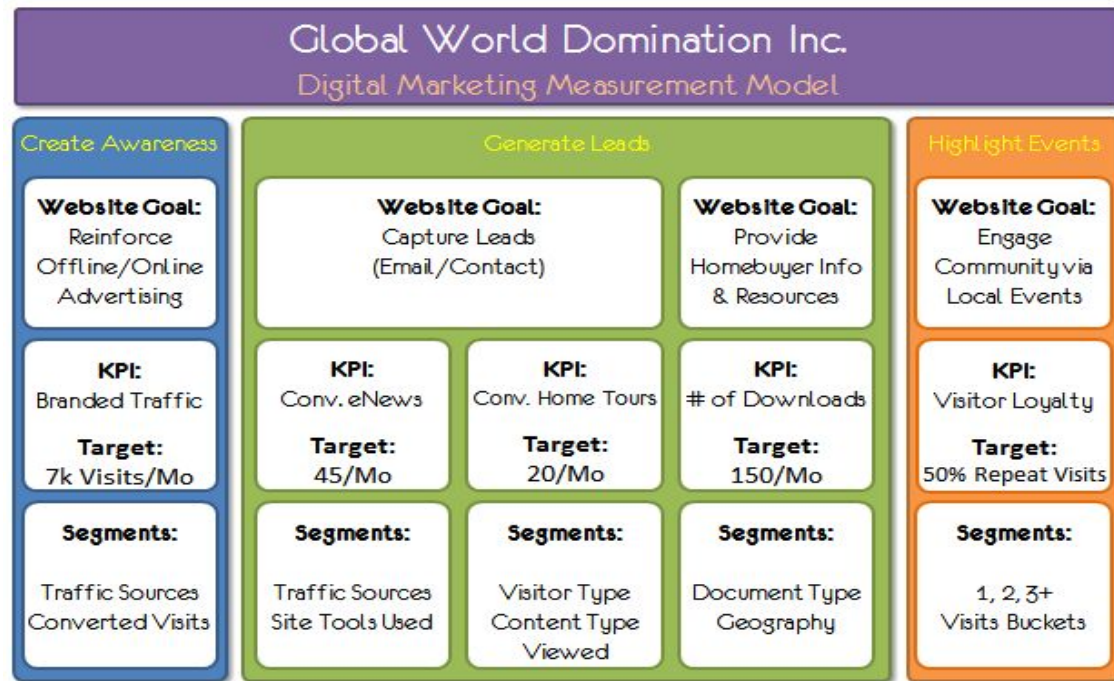 Global World Domination Inc.
Digital Marketing Measurement Model
Create Awareness
Website Goal:
Reinforce
Offline/Online
Advertising
KPI:
Branded Traffic
Target:
7k Visits/Mo
Segments:
Traffic Sources
Converted Visits
Generate Leads
Website Goal:
Capture Leads
(Email/Contact)
KPI:
Conv. eNews
Target:
45/Mo
Segments:
Traffic Sources
Site Tools Used
KPI:
Conv. Home Tours
Target:
20/Mo
Segments:
Visitor Type
Content Type
Viewed
Website Goal:
Provide
Homebuyer Info
& Resources
KPI:
# of Downloads
Target:
150/Mo
Segments:
Document Type
Geography
Highlight Events
Website Goal:
Engage
Community via
Local Events
KPI:
Visitor Loyalty
Target:
50% Repeat Visits
Segments:
1, 2, 3+
Visits Buckets